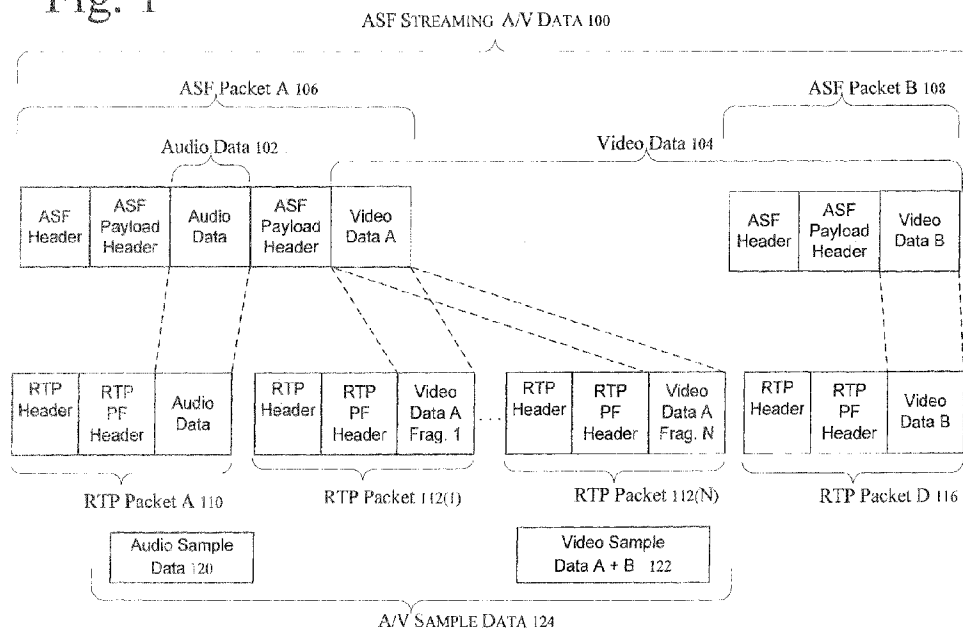 Fig. 1
ASF STREAMING A/V DATA 100
ASF Packet A 106
ASF Packet B 108
Audio Data 102
Video Data 104
ASF Header
ASF Payload Header
Audio Data
ASF Payload Header
Video Data A
ASF Header
ASF Payload Header
Video Data B
RTP Header
RTP PF Header
Audio Data
RTP Header
RTP PF Header
Video Data A Frag. 1
...
RTP Header
RTP PF Header
Video Data A Frag. N
RTP Header
RTP PF Header
Video Data B
RTP Packet A 110
RTP Packet 112(1)
RTP Packet 112(N)
RTP Packet D 116
Audio Sample Data 120
Video Sample Data A + B 122
A/V SAMPLE DATA 124